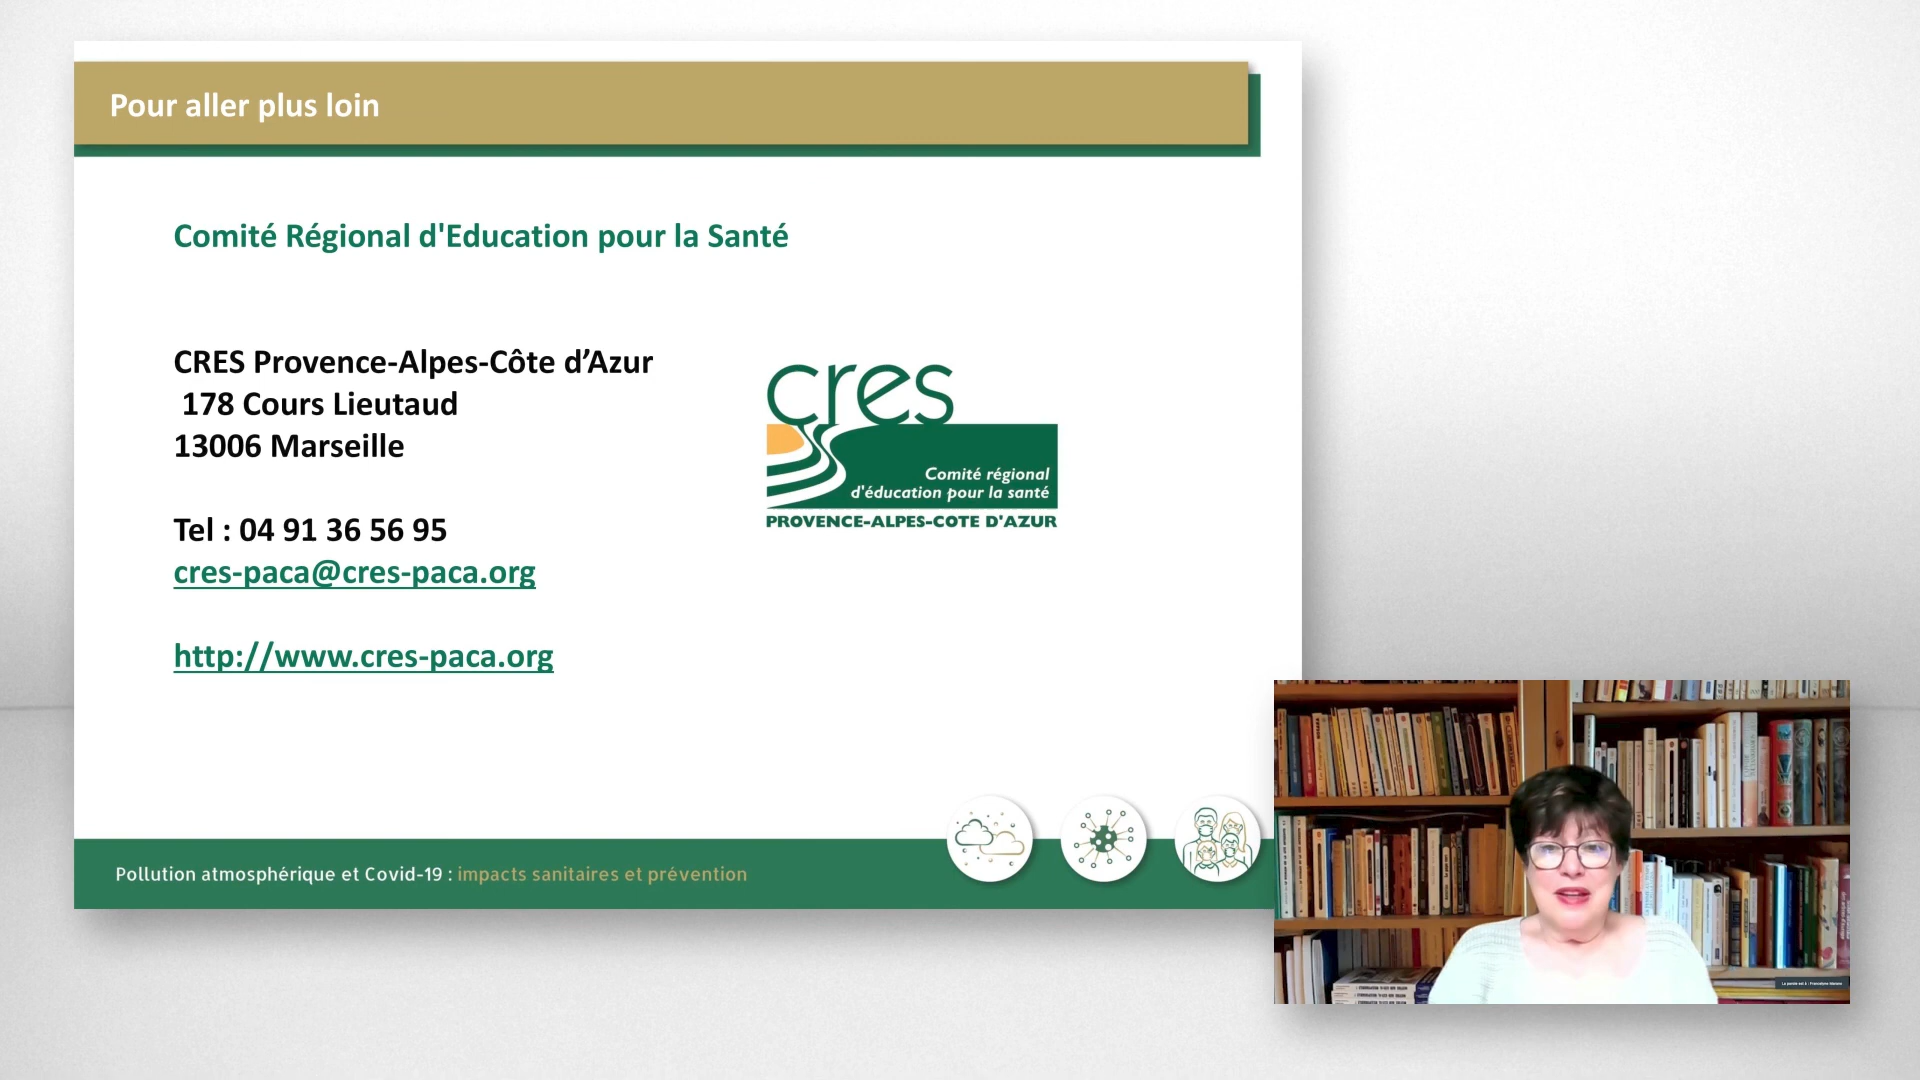 Pour aller plus loin
Comité Régional d'Education pour la Santé
CRES Provence-Alpes-Côte d’Azur
178 Cours Lieutaud
13006 Marseille
Tel : 04 91 36 56 95
cres-paca@cres-paca.org
http://www.cres-paca.org
cres
Comité régional
d'éducation pour la santé
PROVENCE-ALPES-COTE D'AZUR
Pollution atmosphérique et Covid-19 : impacts sanitaires et prévention